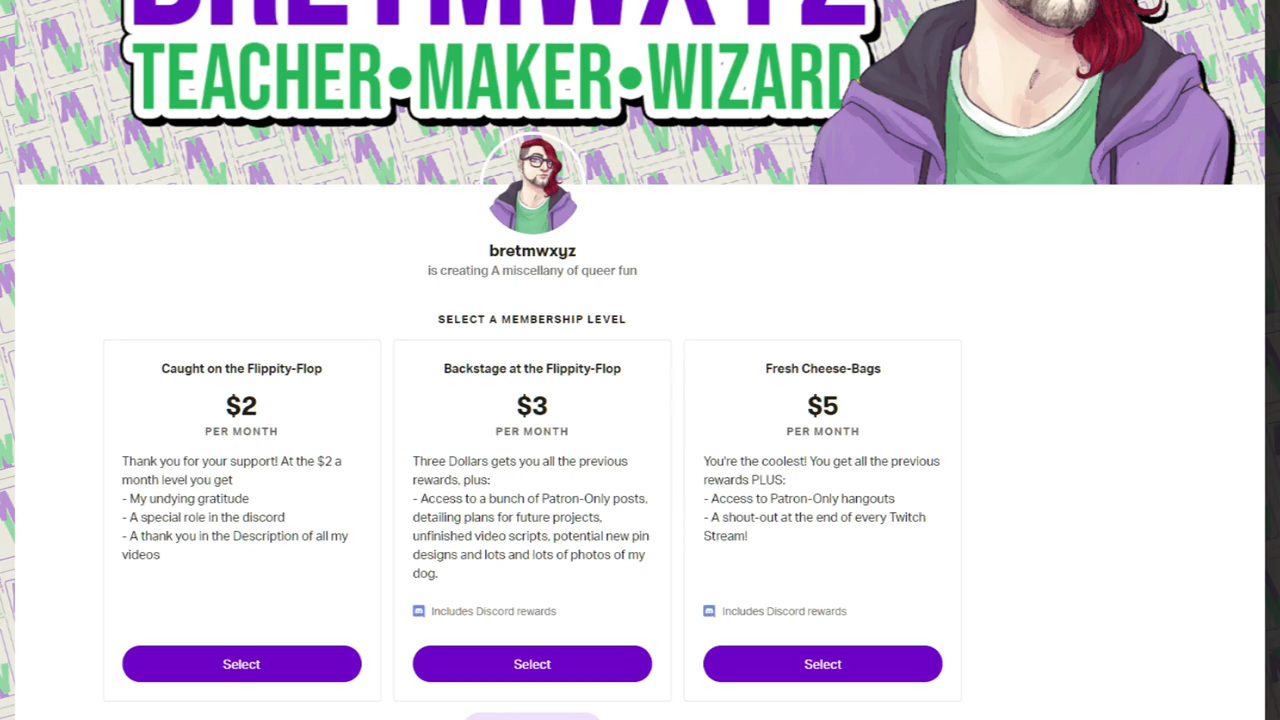 BRETMWXYZ
TEACHER•MAKER•WIZARD
bretmwxyz
is creating A miscellany of queer fun
SELECT A MEMBERSHIP LEVEL
Caught on the Flippity-Flop
$2
PER MONTH
Thank you for your support! At the $2 a
month level you get
- My undying gratitude
- A special role in the discord
- A thank you in the Description of all my
videos
Select
Backstage at the Flippity-Flop
$3
PER MONTH
Three Dollars gets you all the previous
rewards, plus:
- Access to a bunch of Patron-Only posts,
detailing plans for future projects,
unfinished video scripts, potential new pin
designs and lots and lots of photos of my
dog.
Includes Discord rewards
Select
Fresh Cheese-Bags
$5
PER MONTH
You're the coolest! You get all the previous
rewards PLUS:
- Access to Patron-Only hangouts
- A shout-out at the end of every Twitch
Stream!
Includes Discord rewards
Select